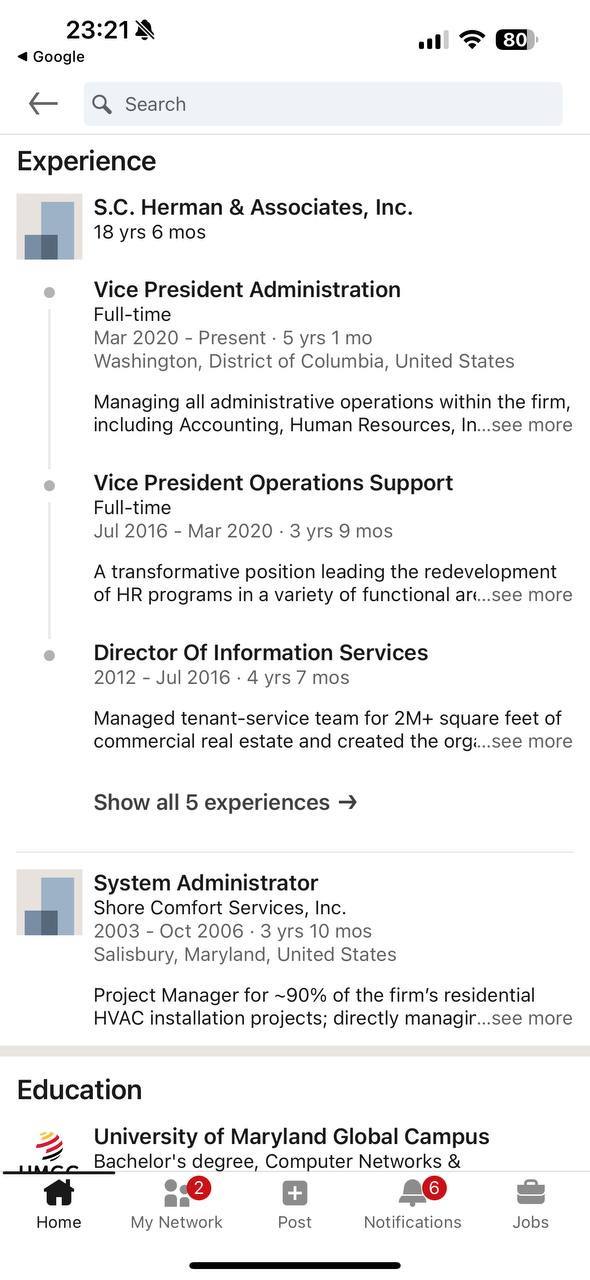 23:21
80
◀ Google
Search
Experience
S.C. Herman & Associates, Inc.
18 yrs 6 mos
Vice President Administration
Full-time
Mar 2020 - Present · 5 yrs 1 mo
Washington, District of Columbia, United States
Managing all administrative operations within the firm,
including Accounting, Human Resources, In...see more
Vice President Operations Support
Full-time
Jul 2016 - Mar 2020 · 3 yrs 9 mos
A transformative position leading the redevelopment
of HR programs in a variety of functional are...see more
Director Of Information Services
2012 - Jul 2016 · 4 yrs 7 mos
Managed tenant-service team for 2M+ square feet of
commercial real estate and created the orga...see more
Show all 5 experiences →
System Administrator
Shore Comfort Services, Inc.
2003 - Oct 2006 · 3 yrs 10 mos
Salisbury, Maryland, United States
Project Manager for ~90% of the firm’s residential
HVAC installation projects; directly managin...see more
Education
University of Maryland Global Campus
Bachelor's degree, Computer Networks &
UMGC
2
6
Home
My Network
Post
Notifications
Jobs